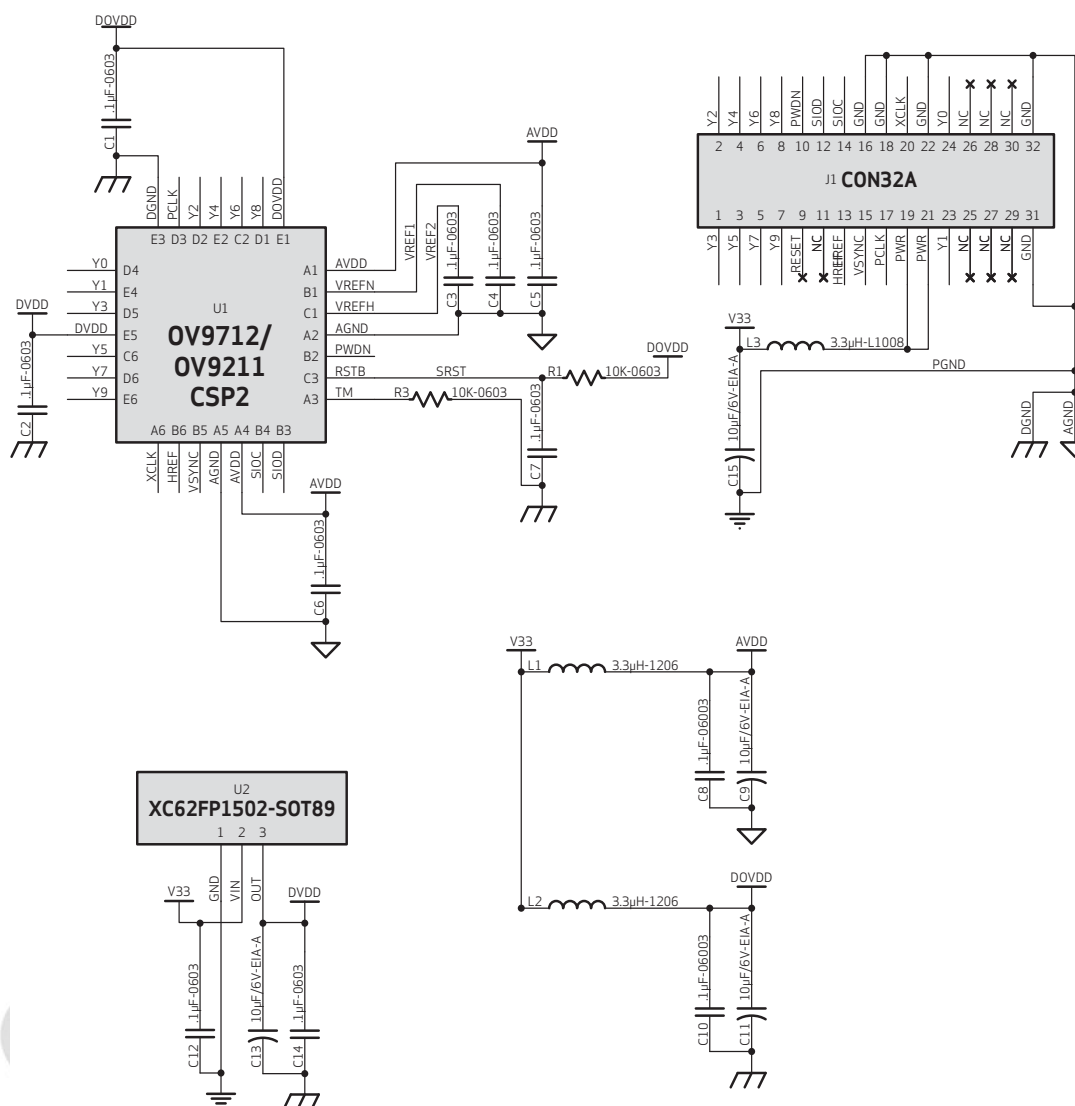 DOVDD
.1µF-0603
C1
DGND
PCLK
Y2
Y4
Y6
Y8
DOVDD
E3 D3 D2 E2 C2 D1 E1
Y0 D4
Y1 E4
Y3 D5
DVDD E5
Y5 C6
Y7 D6
Y9 E6
DVDD
.1µF-0603
C2
U1
OV9712/
OV9211
CSP2
A1 AVDD
B1 VREFN
C1 VREFH
A2 AGND
B2 PWDN
C3 RSTB SRST
A3 TM
A6 B6 B5 A5 A4 B4 B3
XCLK
HREF
VSYNC
AGND
AVDD
SIOC
SIOD
AVDD
VREF1
VREF2
.1µF-0603
C3
.1µF-0603
C4
.1µF-0603
C5
R1 10K-0603
DOVDD
R3 10K-0603
.1µF-0603
C7
AVDD
.1µF-0603
C6
Y2
Y4
Y6
Y8
PWDN
SIOD
SIOC
GND
GND
XCLK
GND
Y0
NC
NC
NC
GND
2 4 6 8 10 12 14 16 18 20 22 24 26 28 30 32
J1 CON32A
1 3 5 7 9 11 13 15 17 19 21 23 25 27 29 31
Y3
Y5
Y7
Y9
RESET
NC
HREF
VSYNC
PCLK
PWR
PWR
Y1
NC
NC
NC
GND
V33
L3 3.3µH-L1008
PGND
10µF/6V-EIA-A
C15
DGND
AGND
V33
L1 3.3µH-1206
AVDD
.1µF-06003
C8
10µF/6V-EIA-A
C9
L2 3.3µH-1206
DOVDD
.1µF-06003
C10
10µF/6V-EIA-A
C11
U2
XC62FP1502-SOT89
1 2 3
GND
VIN
OUT
V33
DVDD
.1µF-0603
C12
10µF/6V-EIA-A
C13
.1µF-0603
C14